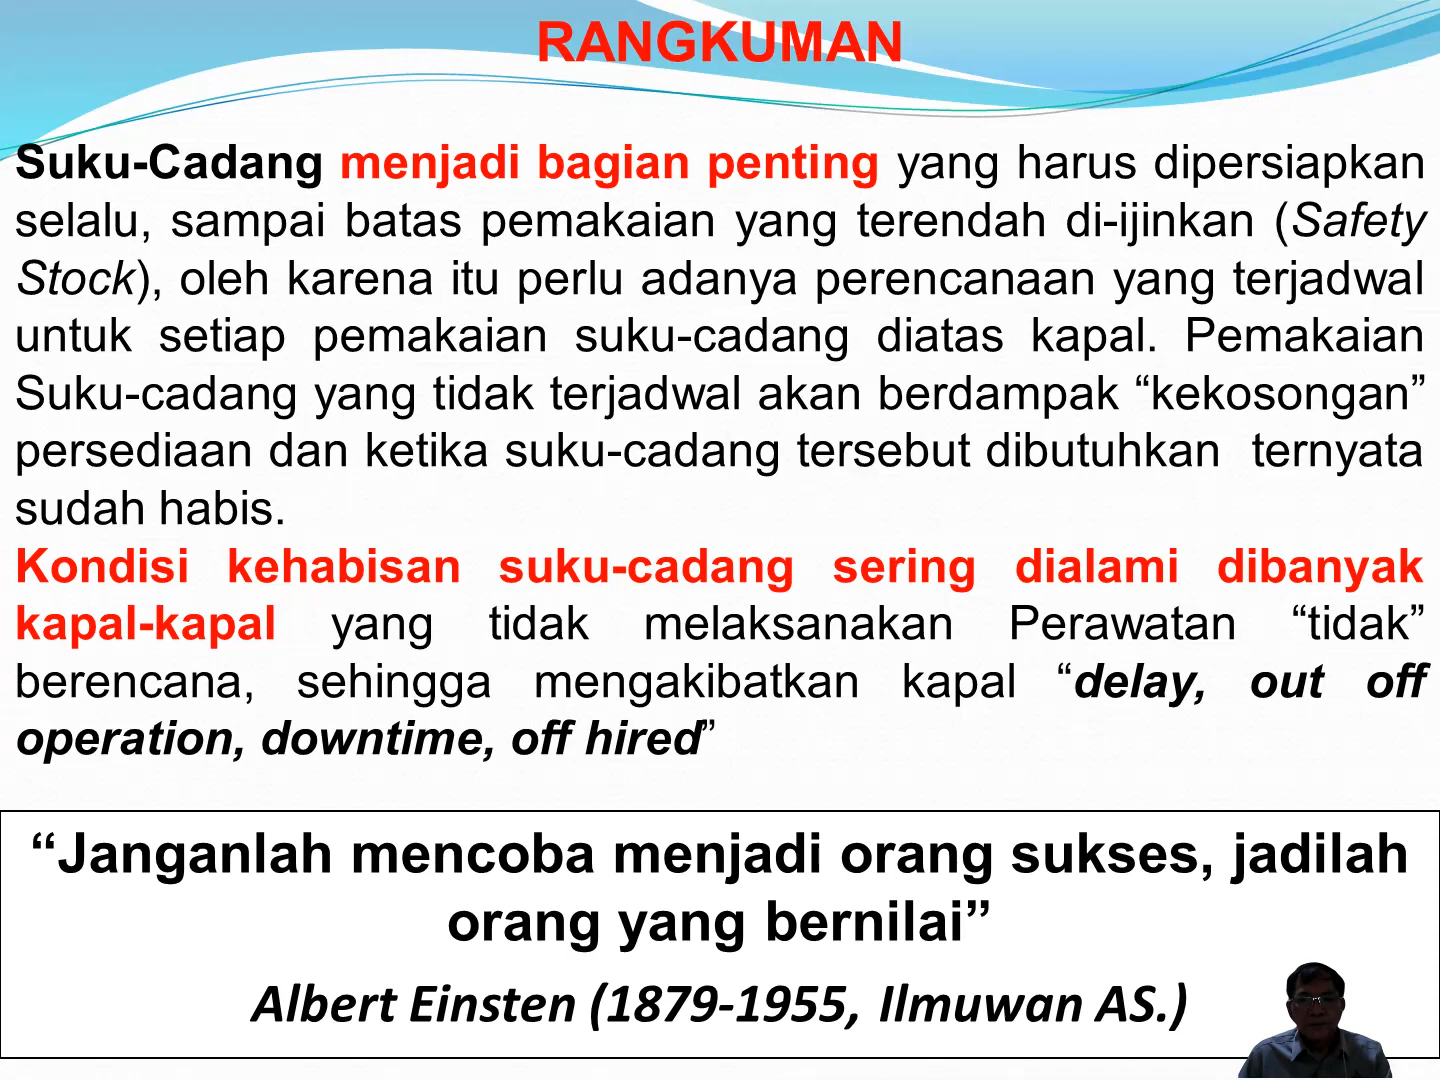 RANGKUMAN
Suku-Cadang menjadi bagian penting yang harus dipersiapkan
selalu, sampai batas pemakaian yang terendah di-ijinkan (Safety
Stock), oleh karena itu perlu adanya perencanaan yang terjadwal
untuk setiap pemakaian suku-cadang diatas kapal. Pemakaian
Suku-cadang yang tidak terjadwal akan berdampak “kekosongan”
persediaan dan ketika suku-cadang tersebut dibutuhkan ternyata
sudah habis.
Kondisi kehabisan suku-cadang sering dialami dibanyak
kapal-kapal yang tidak melaksanakan Perawatan “tidak”
berencana, sehingga mengakibatkan kapal “delay, out off
operation, downtime, off hired”
“Janganlah mencoba menjadi orang sukses, jadilah
orang yang bernilai”
Albert Einsten (1879-1955, Ilmuwan AS.)